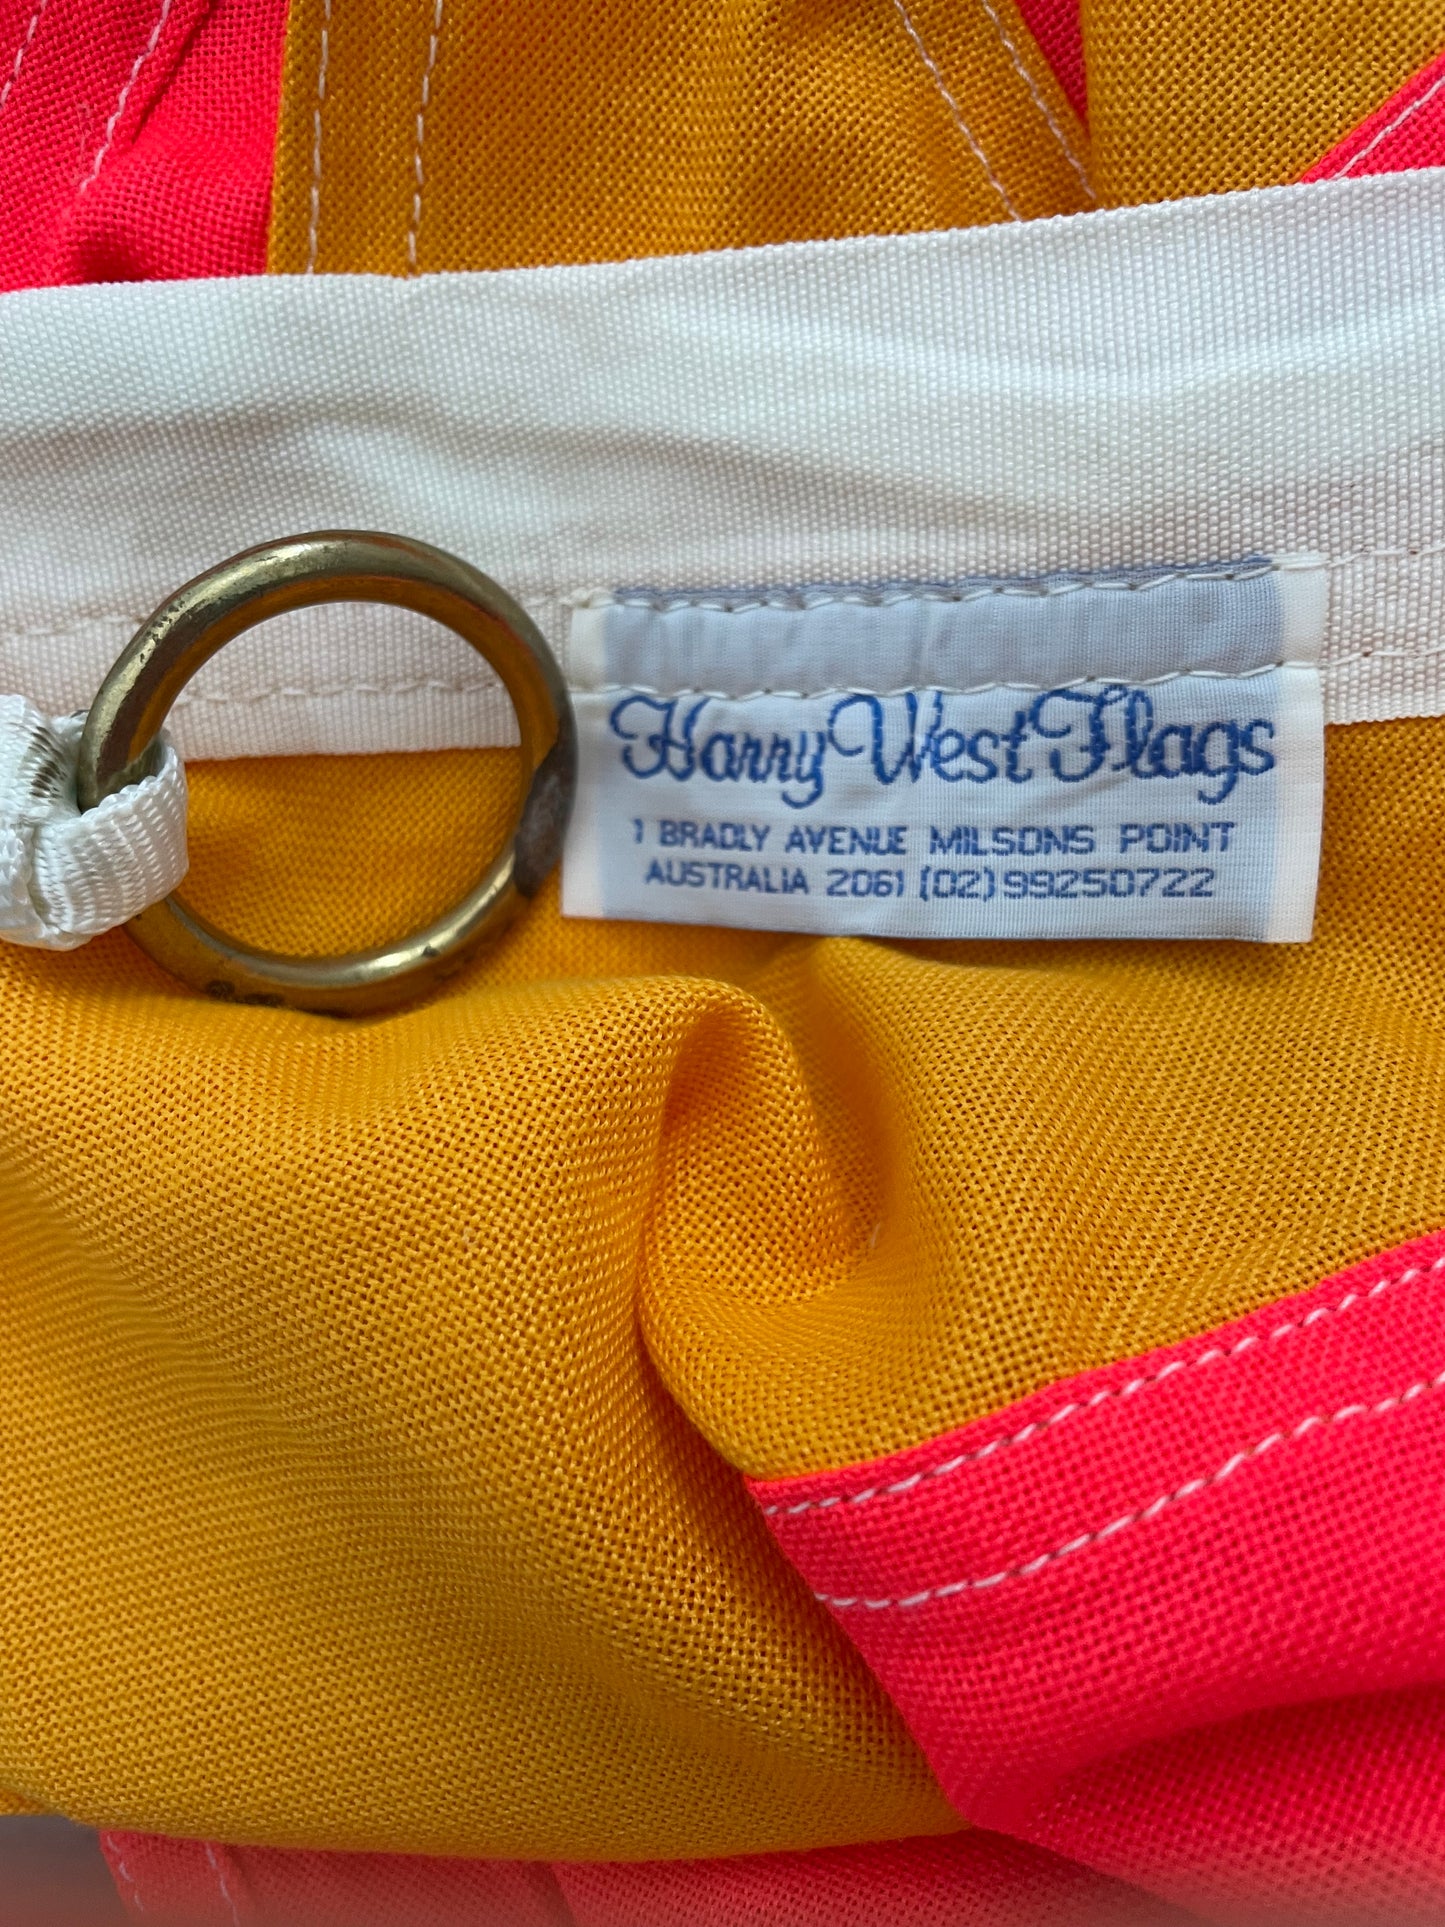 Harry West Flags
1 BRADLY AVENUE MILSONS POINT
AUSTRALIA 2061 (02)99250722